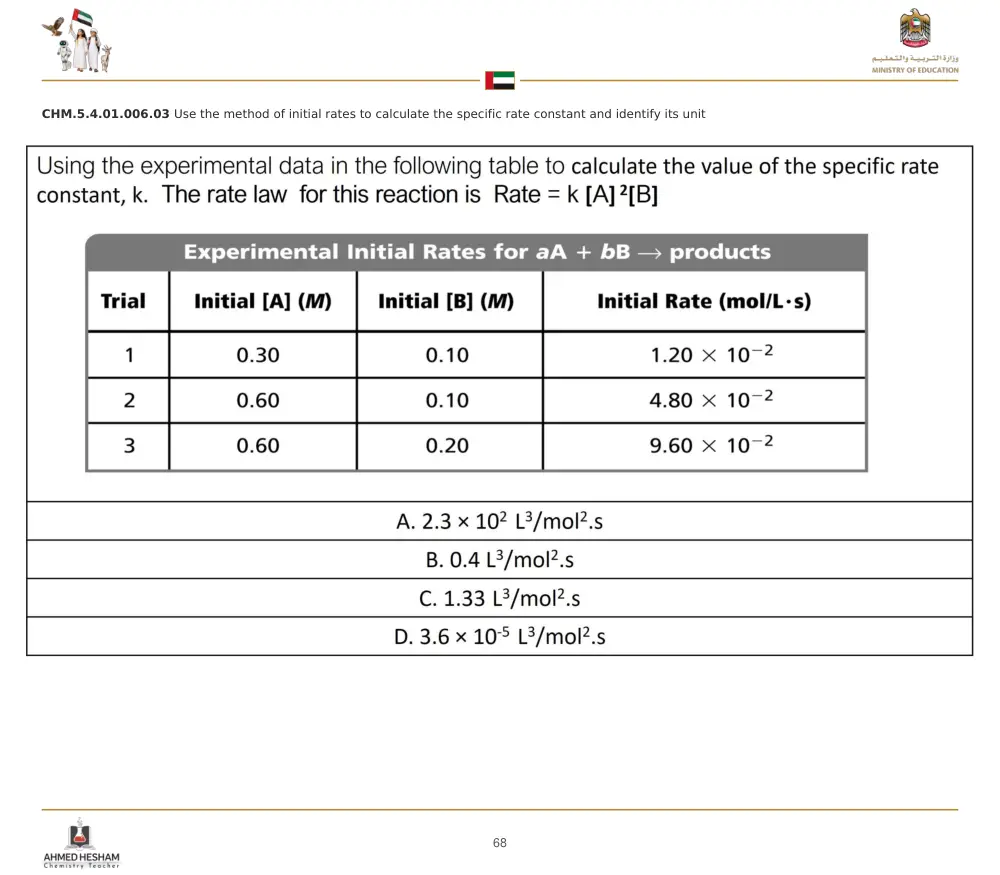 وزارة التربية والتعليم
MINISTRY OF EDUCATION
CHM.5.4.01.006.03 Use the method of initial rates to calculate the specific rate constant and identify its unit
Using the experimental data in the following table to calculate the value of the specific rate
constant, k. The rate law for this reaction is Rate = k [A]²[B]
Experimental Initial Rates for aA + bB → products
Trial Initial [A] (M) Initial [B] (M) Initial Rate (mol/L·s)
1 0.30 0.10 1.20 × 10⁻²
2 0.60 0.10 4.80 × 10⁻²
3 0.60 0.20 9.60 × 10⁻²
A. 2.3 × 10² L³/mol².s
B. 0.4 L³/mol².s
C. 1.33 L³/mol².s
D. 3.6 × 10⁻⁵ L³/mol².s
68
AHMED HESHAM
Chemistry Teacher